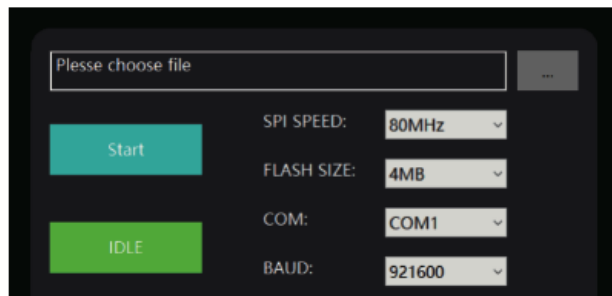 Plesse choose file
...
SPI SPEED: 80MHz
Start
FLASH SIZE: 4MB
COM: COM1
IDLE
BAUD: 921600